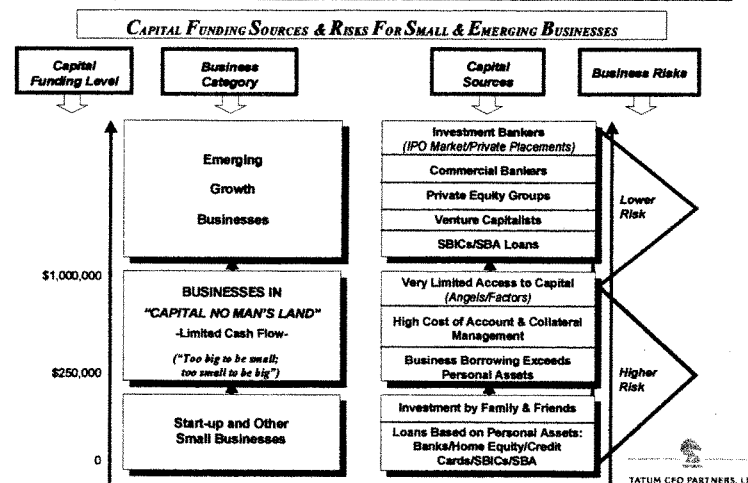 CAPITAL FUNDING SOURCES & RISKS FOR SMALL & EMERGING BUSINESSES
Capital
Funding Level
Business
Category
Capital
Sources
Business Risks
Emerging
Growth
Businesses
Investment Bankers
(IPO Market/Private Placements)
Commercial Bankers
Private Equity Groups
Venture Capitalists
SBICs/SBA Loans
Lower
Risk
$1,000,000
BUSINESSES IN
"CAPITAL NO MAN'S LAND"
-Limited Cash Flow-
("Too big to be small;
too small to be big")
Very Limited Access to Capital
(Angels/Factors)
High Cost of Account & Collateral
Management
Business Borrowing Exceeds
Personal Assets
Higher
Risk
$250,000
Start-up and Other
Small Businesses
Investment by Family & Friends
Loans Based on Personal Assets:
Banks/Home Equity/Credit
Cards/SBICs/SBA
0
TATUM CFO PARTNERS,